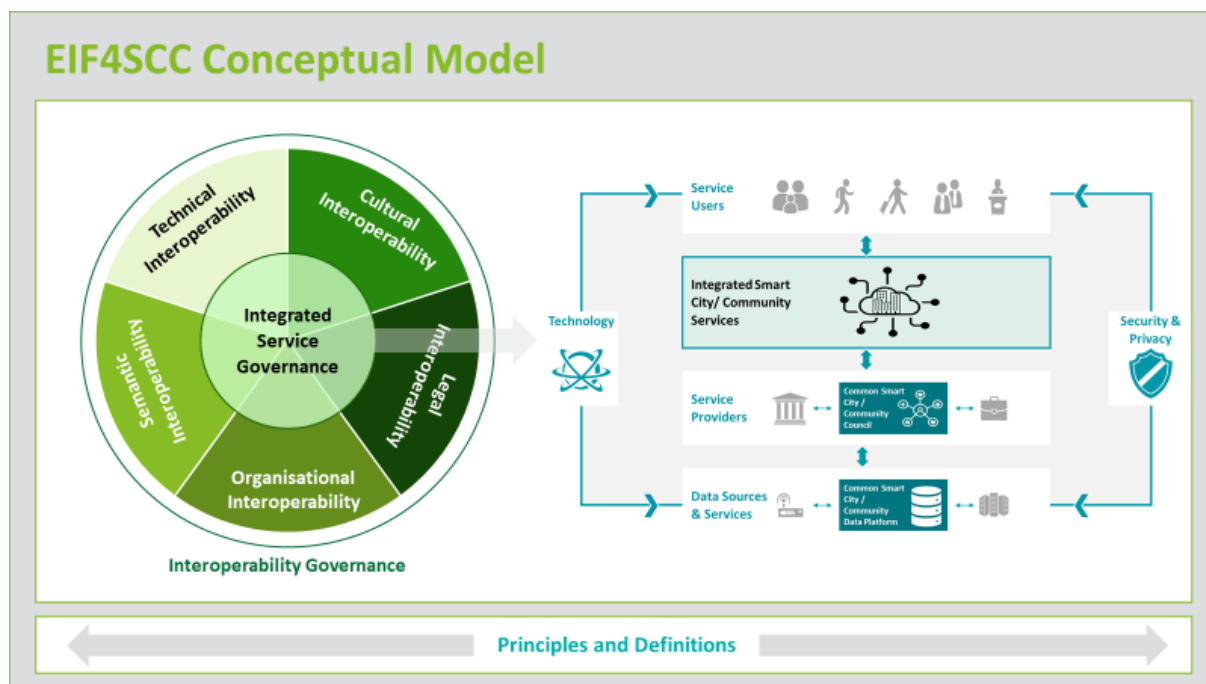 EIF4SCC Conceptual Model
Technical
Interoperability
Cultural
Interoperability
Legal
Interoperability
Organisational
Interoperability
Semantic
Interoperability
Integrated
Service
Governance
Interoperability Governance
Technology
Service
Users
Integrated Smart
City/ Community
Services
Service
Providers
Common Smart
City /
Community
Council
Data Sources
& Services
Common Smart
City /
Community
Data Platform
Security &
Privacy
Principles and Definitions